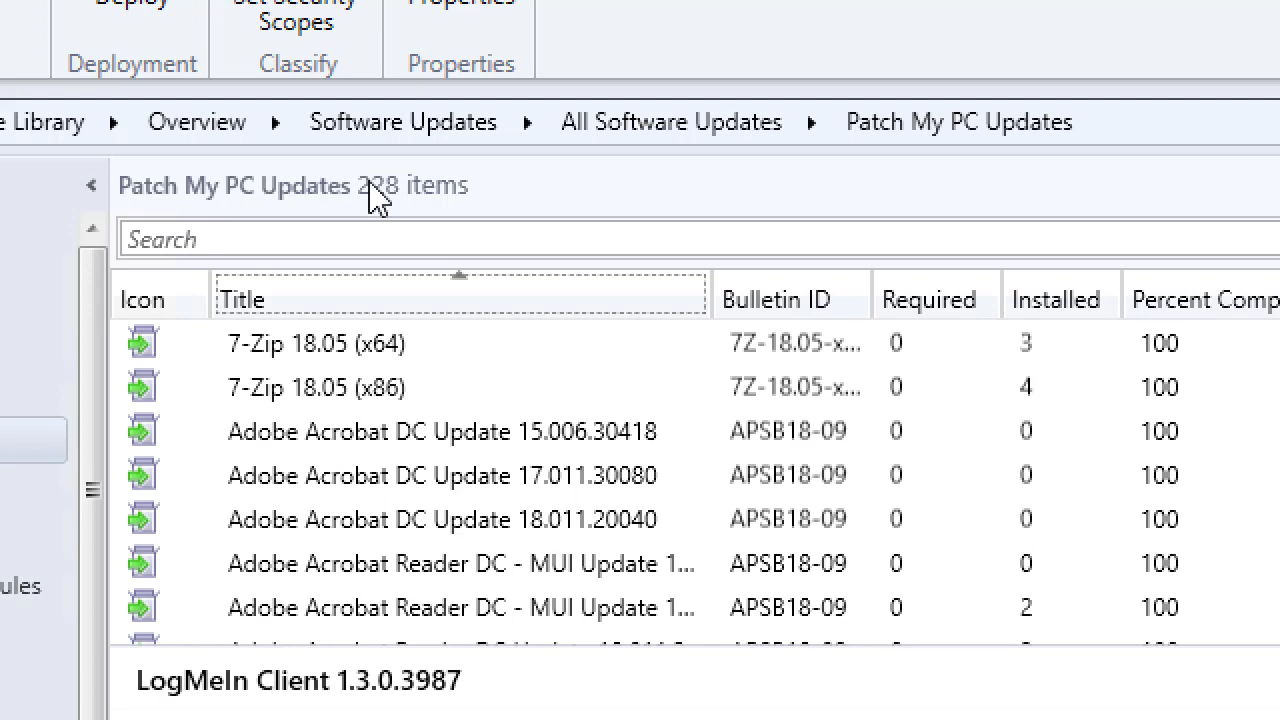 Deploy Set Security Properties
Scopes
Deployment Classify Properties
e Library Overview Software Updates All Software Updates Patch My PC Updates
Patch My PC Updates 228 items
Search
Icon Title Bulletin ID Required Installed Percent Comp
7-Zip 18.05 (x64) 7Z-18.05-x... 0 3 100
7-Zip 18.05 (x86) 7Z-18.05-x... 0 4 100
Adobe Acrobat DC Update 15.006.30418 APSB18-09 0 0 100
Adobe Acrobat DC Update 17.011.30080 APSB18-09 0 0 100
Adobe Acrobat DC Update 18.011.20040 APSB18-09 0 0 100
Adobe Acrobat Reader DC - MUI Update 1... APSB18-09 0 0 100
ules
Adobe Acrobat Reader DC - MUI Update 1... APSB18-09 0 2 100
LogMeIn Client 1.3.0.3987